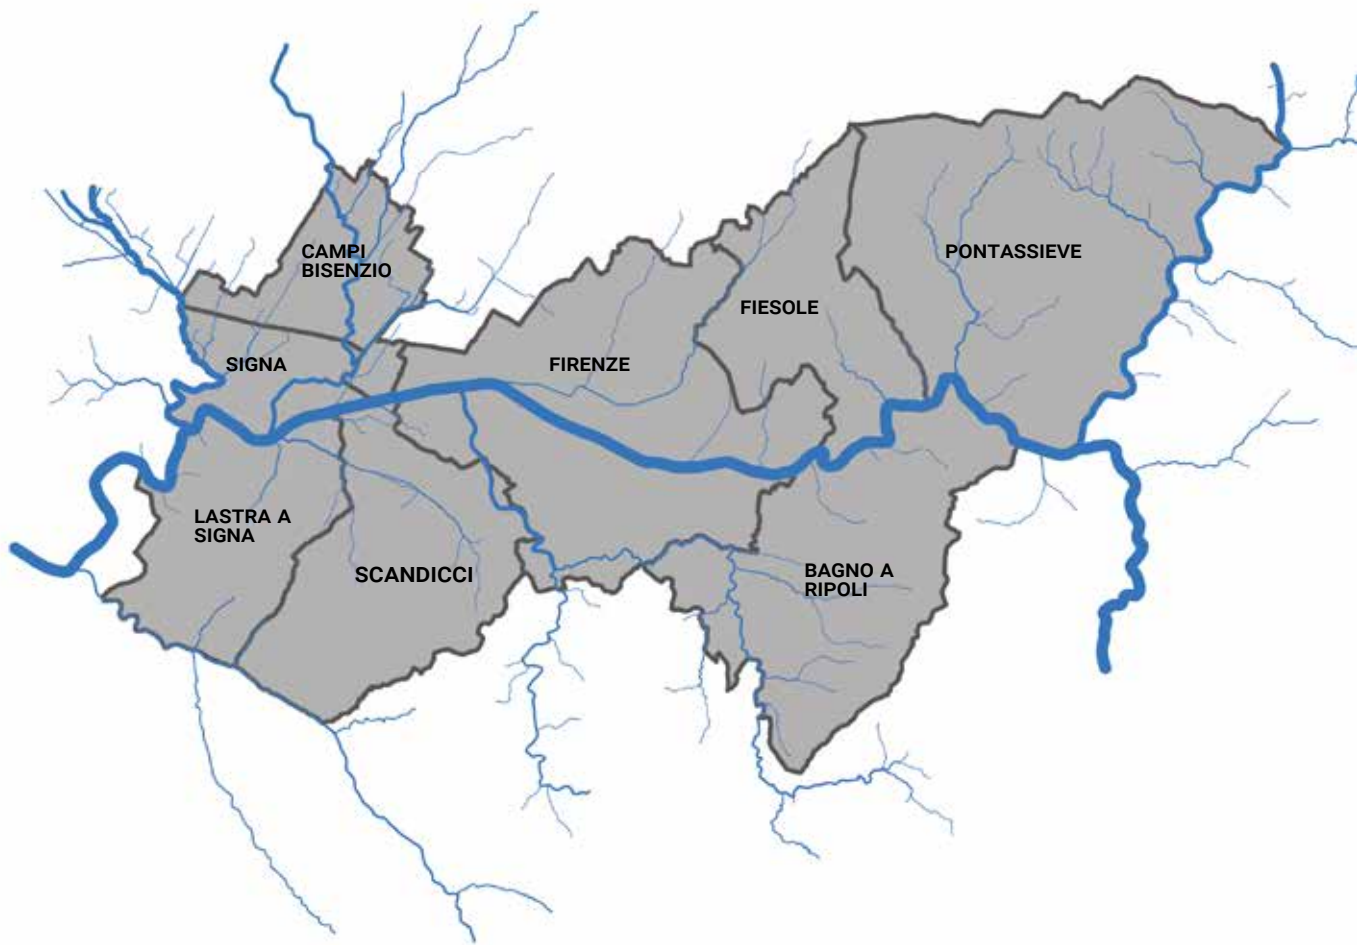 CAMPI
BISENZIO
PONTASSIEVE
FIESOLE
SIGNA
FIRENZE
LASTRA A
SIGNA
SCANDICCI
BAGNO A
RIPOLI